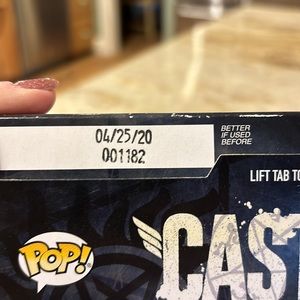 04/25/20
001182
BETTER
IF USED
BEFORE
LIFT TAB TO
POP!
CAS